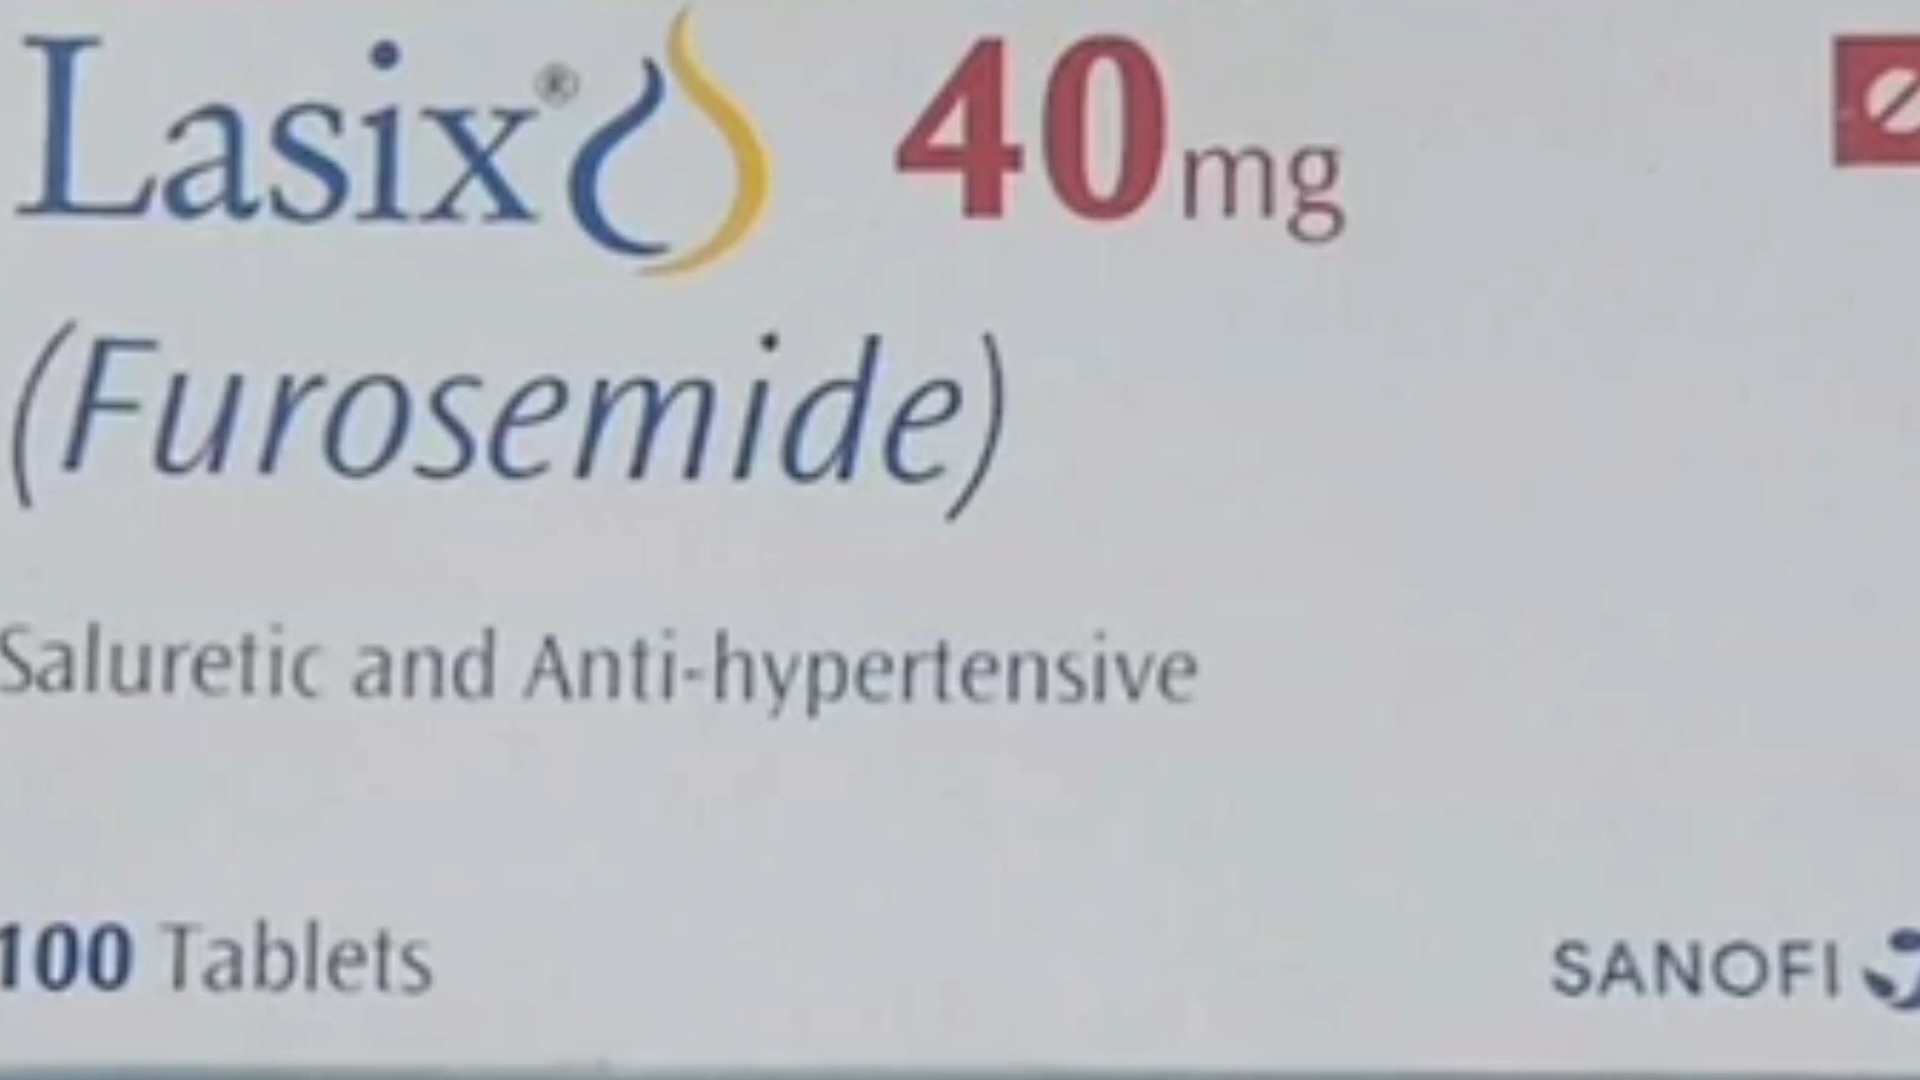 Lasix® 40mg
(Furosemide)
Saluretic and Anti-hypertensive
100 Tablets
SANOFI